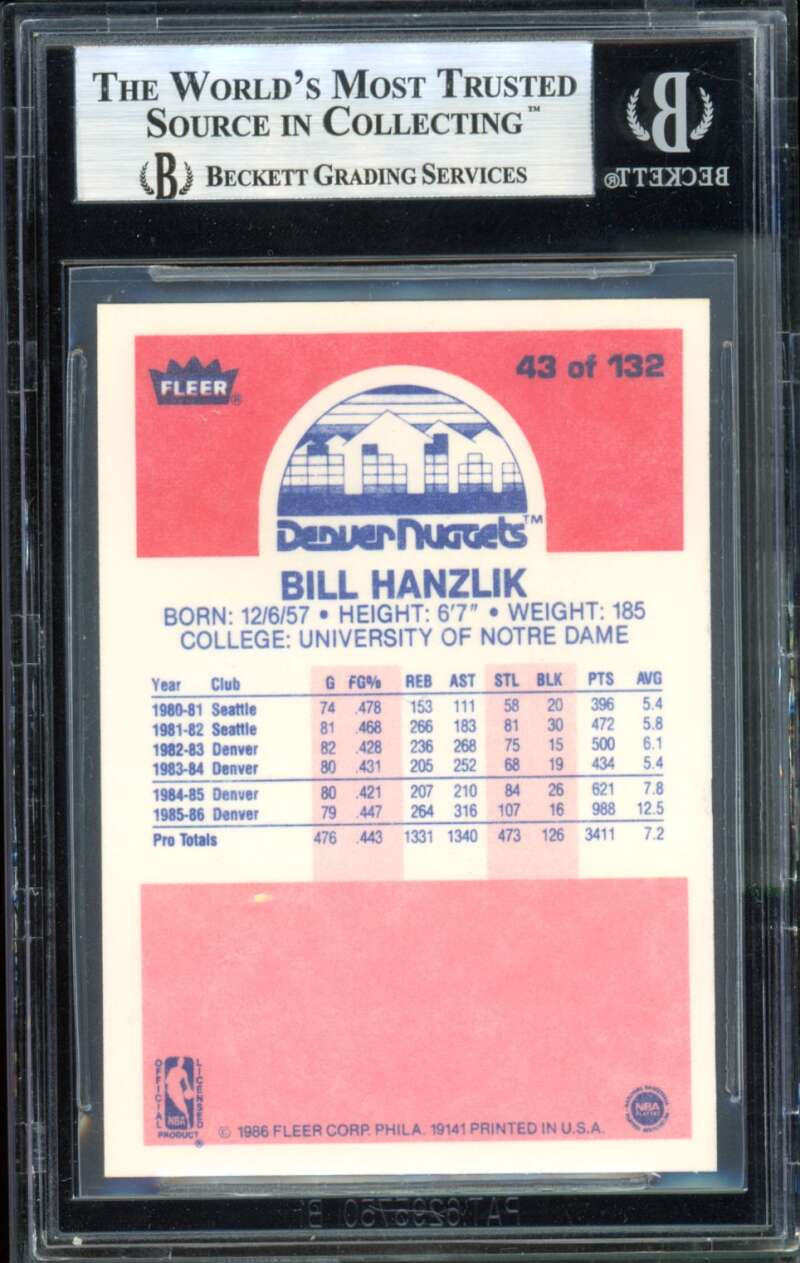 THE WORLD'S MOST TRUSTED
SOURCE IN COLLECTING™
B BECKETT GRADING SERVICES
B
BECKETT®
FLEER®
43 of 132
DENVER NUGGETS™
BILL HANZLIK
BORN: 12/6/57 • HEIGHT: 6'7" • WEIGHT: 185
COLLEGE: UNIVERSITY OF NOTRE DAME
Year Club G FG% REB AST STL BLK PTS AVG
1980-81 Seattle 74 .478 153 111 58 20 396 5.4
1981-82 Seattle 81 .468 266 183 81 30 472 5.8
1982-83 Denver 82 .428 236 268 75 15 500 6.1
1983-84 Denver 80 .431 205 252 68 19 434 5.4
1984-85 Denver 80 .421 207 210 84 26 621 7.8
1985-86 Denver 79 .447 264 316 107 16 988 12.5
Pro Totals 476 .443 1331 1340 473 126 3411 7.2
OFFICIAL
NBA
LICENSED
PRODUCT®
© 1986 FLEER CORP. PHILA. 19141 PRINTED IN U.S.A.
NBA
PLAYERS
PAT.6295750 B1